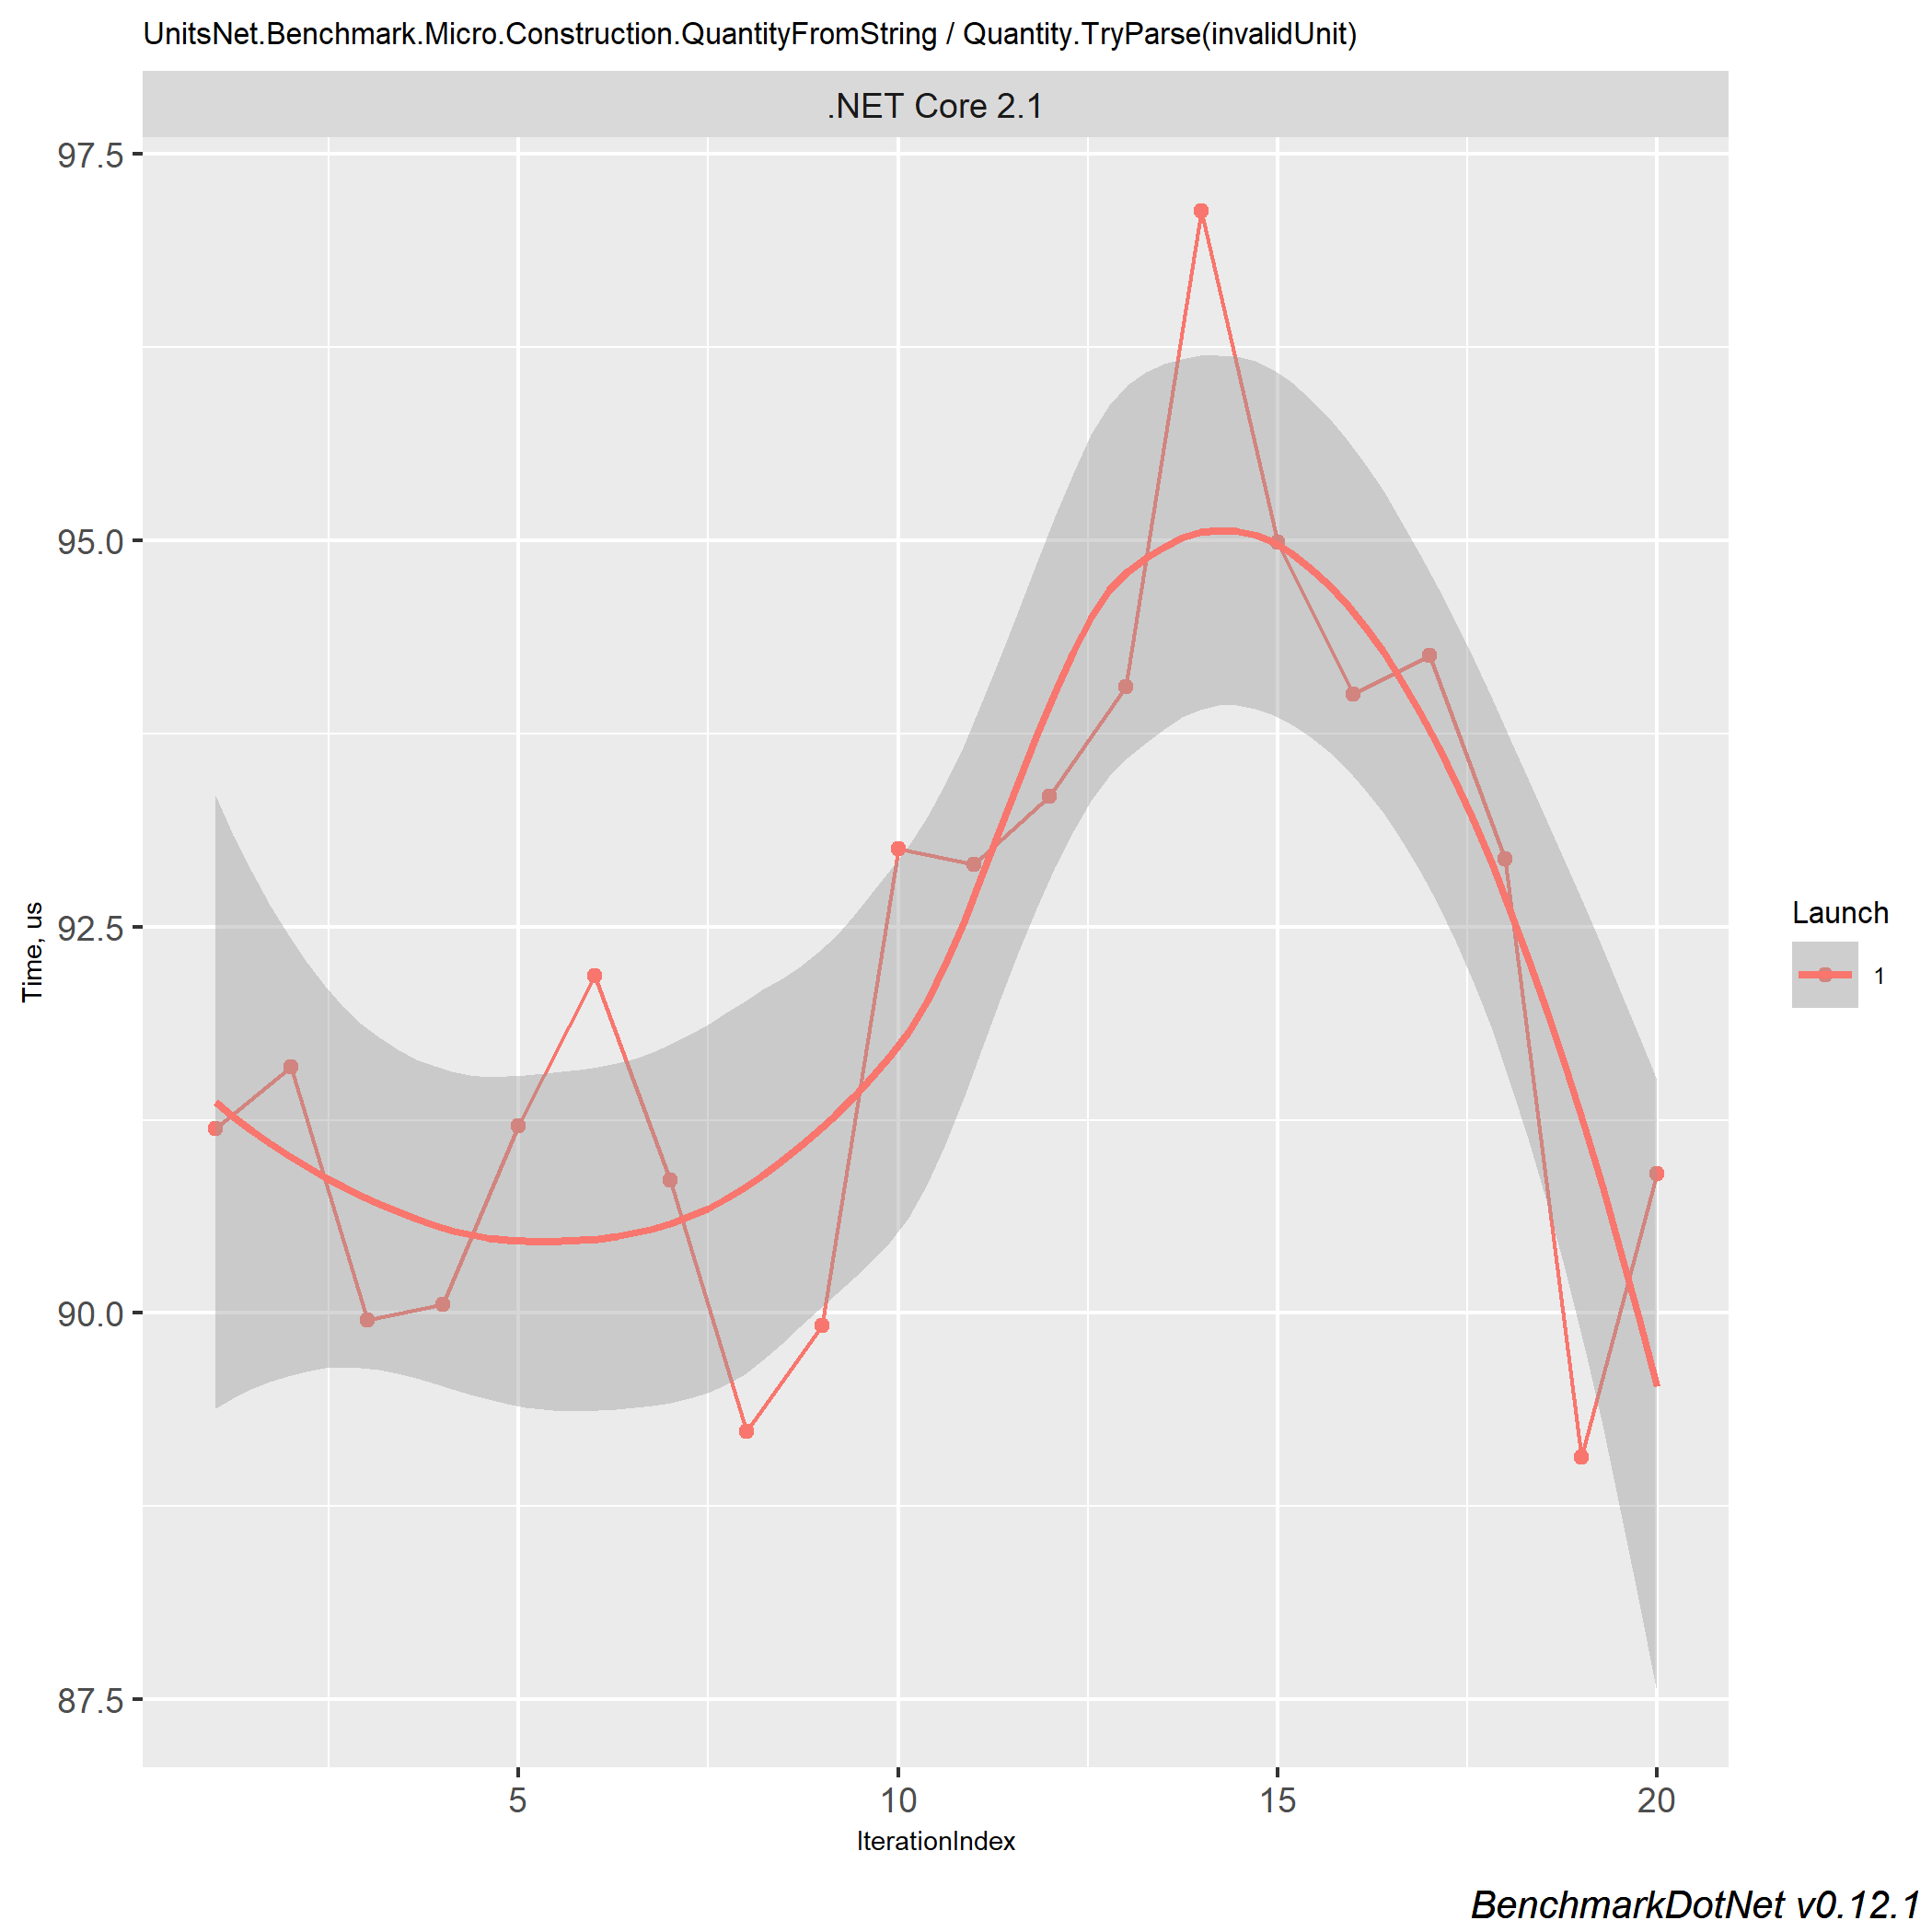 UnitsNet.Benchmark.Micro.Construction.QuantityFromString / Quantity.TryParse(invalidUnit)
.NET Core 2.1
97.5
95.0
92.5
90.0
87.5
Time, us
5 10 15 20
IterationIndex
Launch
1
BenchmarkDotNet v0.12.1